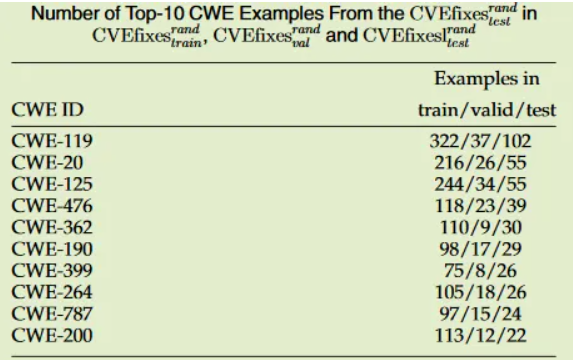 Number of Top-10 CWE Examples From the CVEfixes^{rand}_{test} in
CVEfixes^{rand}_{train}, CVEfixes^{rand}_{val} and CVEfixesl^{rand}_{test}
Examples in
CWE ID train/valid/test
CWE-119 322/37/102
CWE-20 216/26/55
CWE-125 244/34/55
CWE-476 118/23/39
CWE-362 110/9/30
CWE-190 98/17/29
CWE-399 75/8/26
CWE-264 105/18/26
CWE-787 97/15/24
CWE-200 113/12/22